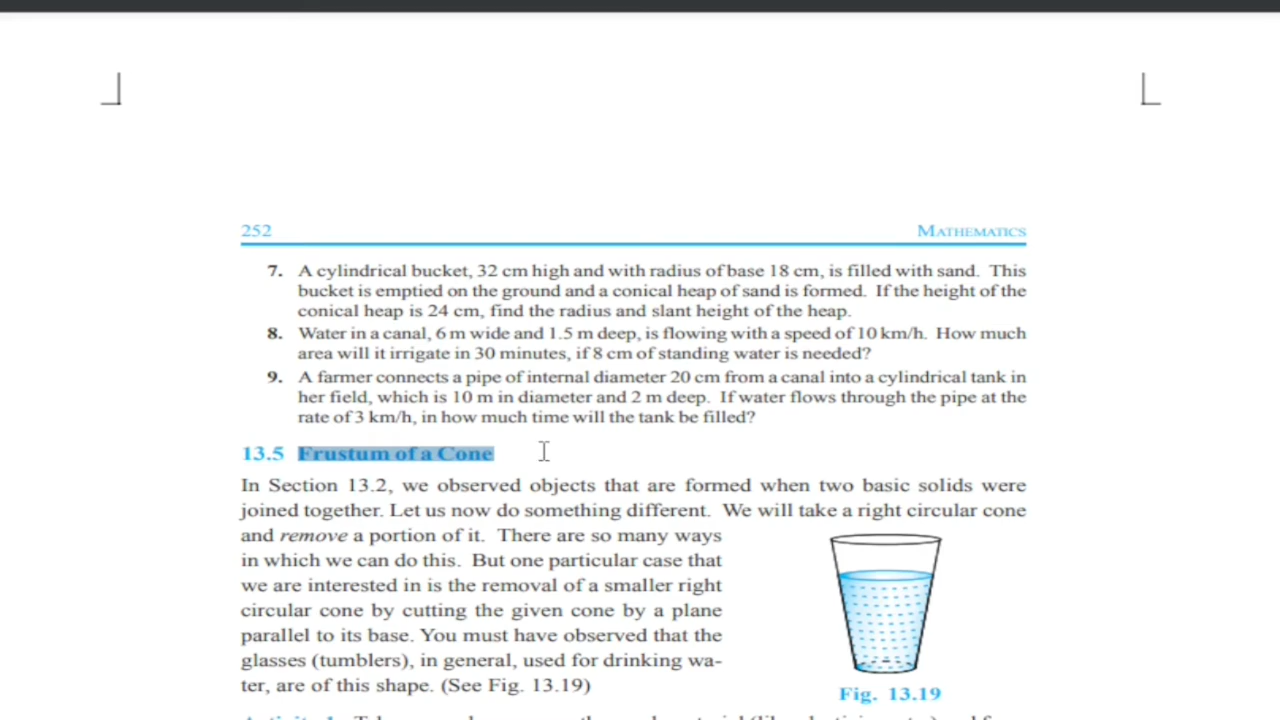 252
MATHEMATICS
7. A cylindrical bucket, 32 cm high and with radius of base 18 cm, is filled with sand. This
bucket is emptied on the ground and a conical heap of sand is formed. If the height of the
conical heap is 24 cm, find the radius and slant height of the heap.
8. Water in a canal, 6 m wide and 1.5 m deep, is flowing with a speed of 10 km/h. How much
area will it irrigate in 30 minutes, if 8 cm of standing water is needed?
9. A farmer connects a pipe of internal diameter 20 cm from a canal into a cylindrical tank in
her field, which is 10 m in diameter and 2 m deep. If water flows through the pipe at the
rate of 3 km/h, in how much time will the tank be filled?
13.5 Frustum of a Cone
In Section 13.2, we observed objects that are formed when two basic solids were
joined together. Let us now do something different. We will take a right circular cone
and remove a portion of it. There are so many ways
in which we can do this. But one particular case that
we are interested in is the removal of a smaller right
circular cone by cutting the given cone by a plane
parallel to its base. You must have observed that the
glasses (tumblers), in general, used for drinking wa-
ter, are of this shape. (See Fig. 13.19)
Fig. 13.19